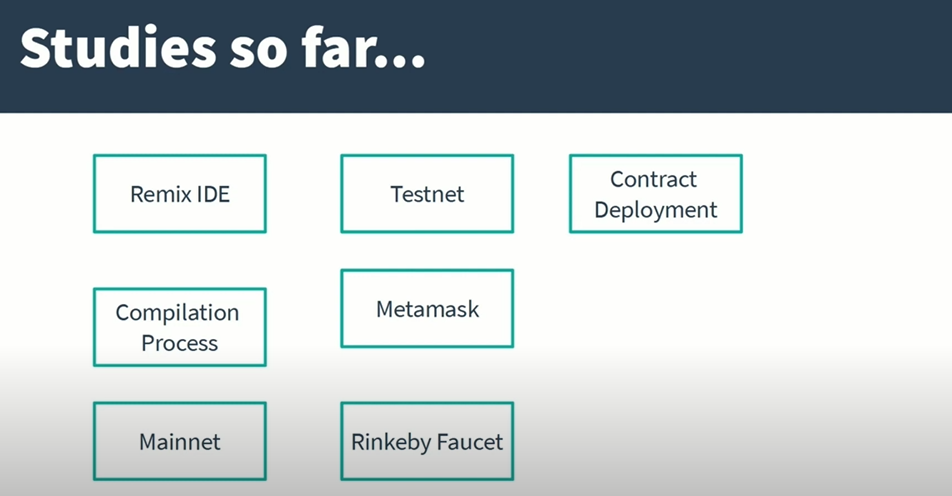 Studies so far...
Remix IDE
Testnet
Contract
Deployment
Compilation
Process
Metamask
Mainnet
Rinkeby Faucet